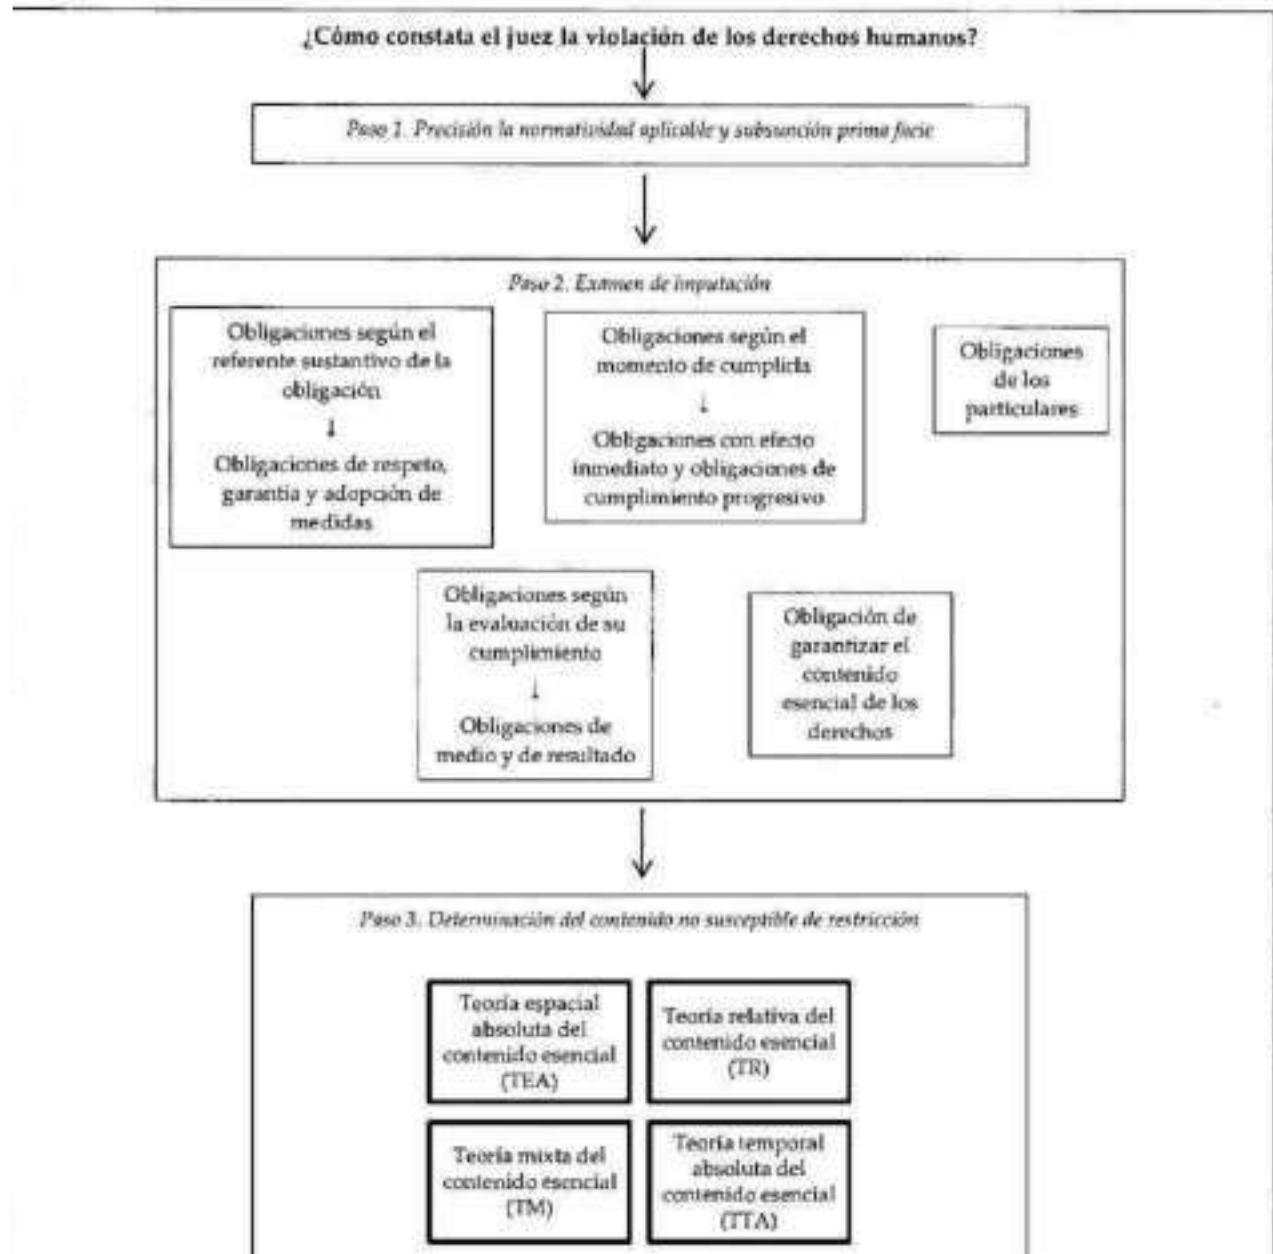 ¿Cómo constata el juez la violación de los derechos humanos?
Paso 1. Precisión la normatividad aplicable y subsunción prima facie
Paso 2. Examen de imputación
Obligaciones según el
referente sustantivo de la
obligación
↓
Obligaciones de respeto,
garantía y adopción de
medidas
Obligaciones según el
momento de cumplirla
↓
Obligaciones con efecto
inmediato y obligaciones de
cumplimiento progresivo
Obligaciones
de los
particulares
Obligaciones según
la evaluación de su
cumplimiento
↓
Obligaciones de
medio y de resultado
Obligación de
garantizar el
contenido
esencial de los
derechos
Paso 3. Determinación del contenido no susceptible de restricción
Teoría espacial
absoluta del
contenido esencial
(TEA)
Teoría relativa del
contenido esencial
(TR)
Teoría mixta del
contenido esencial
(TM)
Teoría temporal
absoluta del
contenido esencial
(TTA)